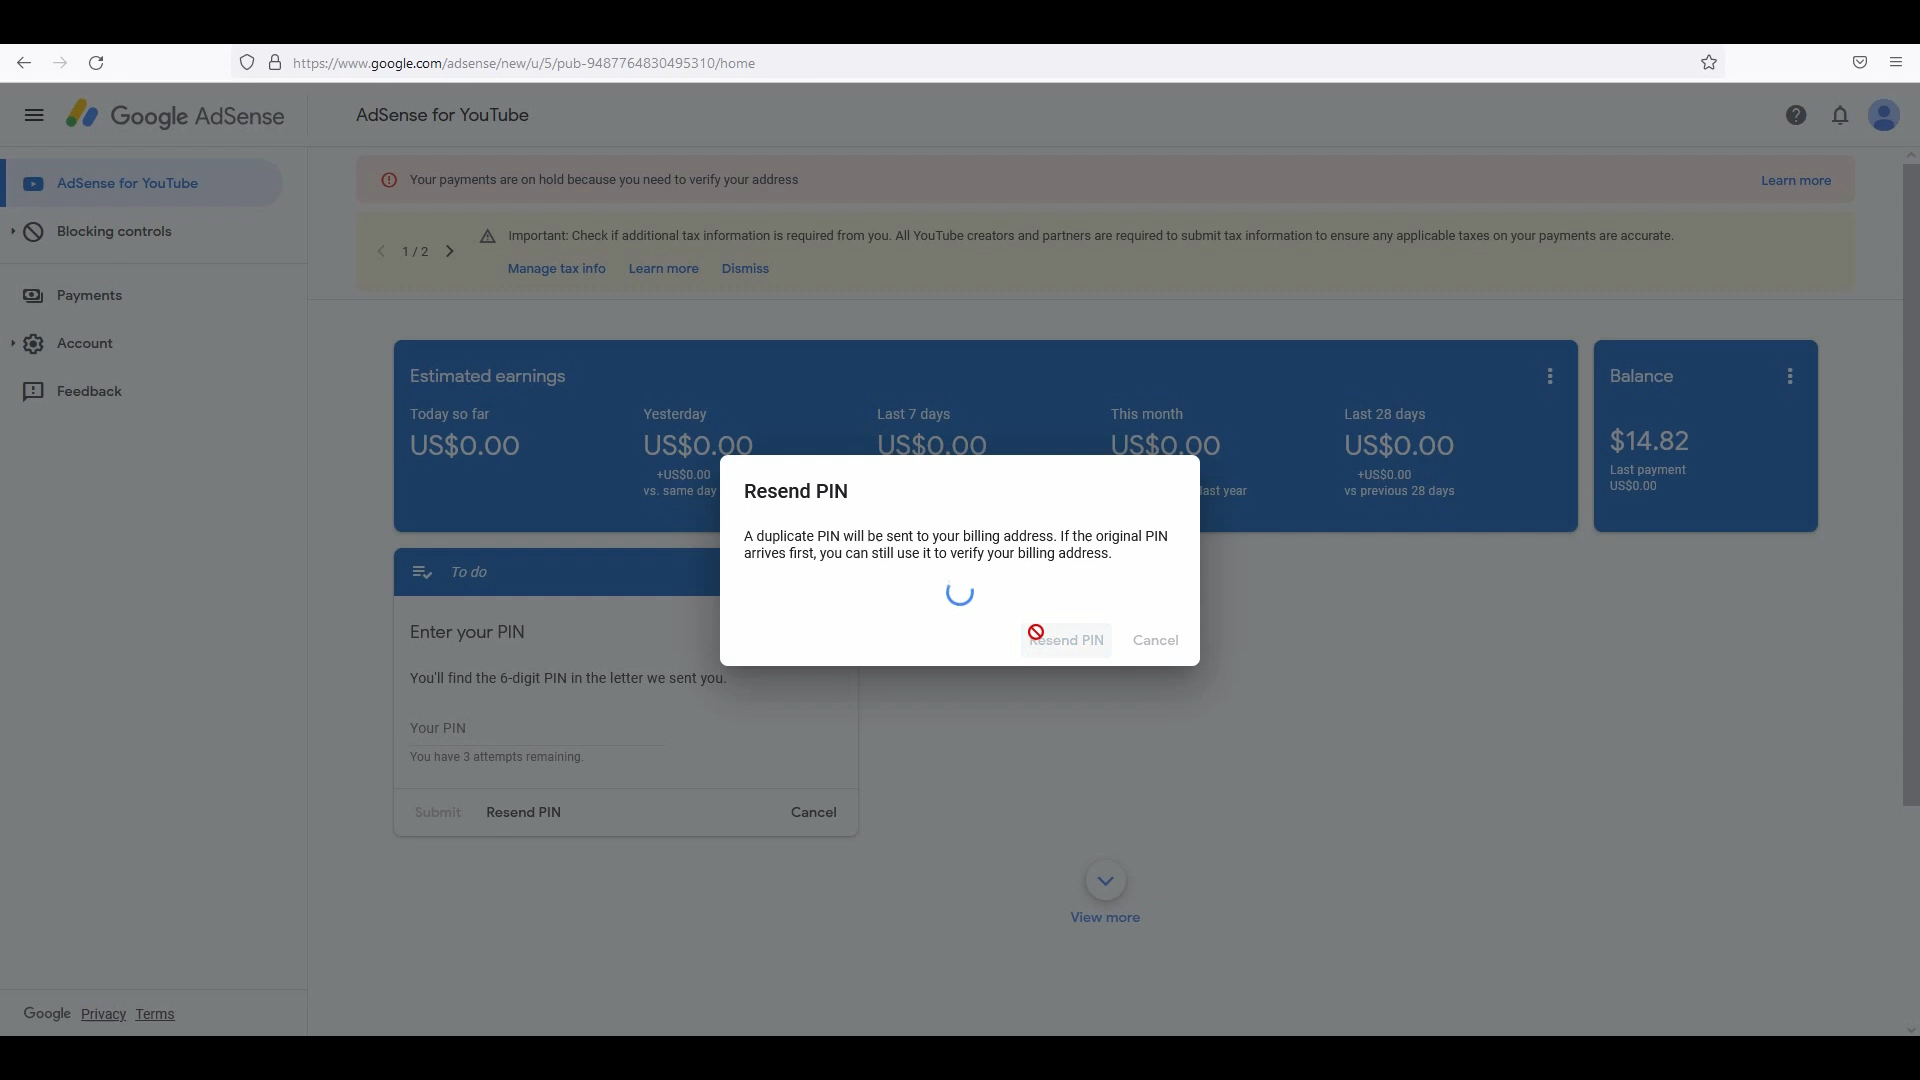 https://www.google.com/adsense/new/u/5/pub-9487764830495310/home
Google AdSense
AdSense for YouTube
AdSense for YouTube
Blocking controls
Payments
Account
Feedback
Your payments are on hold because you need to verify your address
Learn more
1 / 2
Important: Check if additional tax information is required from you. All YouTube creators and partners are required to submit tax information to ensure any applicable taxes on your payments are accurate.
Manage tax info Learn more Dismiss
Estimated earnings
Today so far
US$0.00
Yesterday
US$0.00
+US$0.00
vs. same day
Last 7 days
US$0.00
This month
US$0.00
last year
Last 28 days
US$0.00
+US$0.00
vs previous 28 days
Balance
$14.82
Last payment
US$0.00
Resend PIN
A duplicate PIN will be sent to your billing address. If the original PIN
arrives first, you can still use it to verify your billing address.
Resend PIN Cancel
To do
Enter your PIN
You'll find the 6-digit PIN in the letter we sent you.
Your PIN
You have 3 attempts remaining.
Submit Resend PIN Cancel
View more
Google Privacy Terms